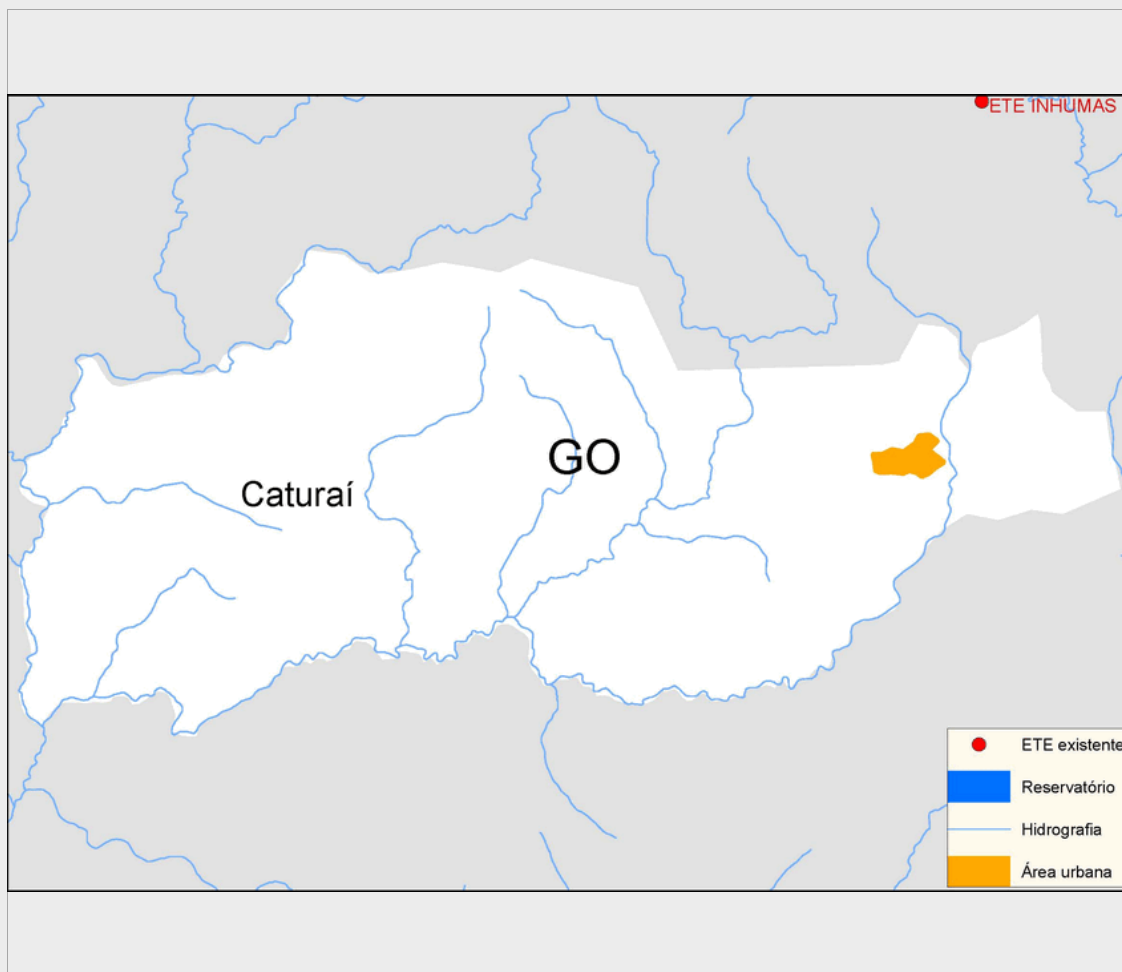 ETE INHUMAS
GO
Caturaí
ETE existente
Reservatório
Hidrografia
Área urbana